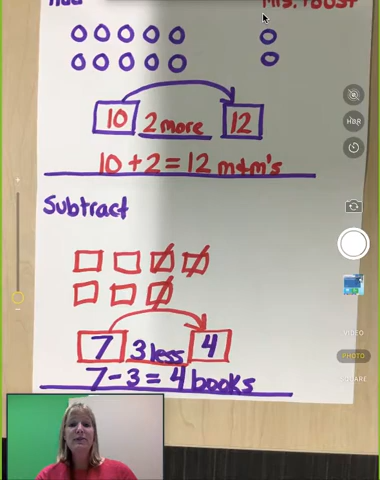 Add
Mrs. Foust
10 2 more 12
10 + 2 = 12 m&m's
Subtract
7 3 less 4
7 - 3 = 4 books
HDR
VIDEO
PHOTO
SQUARE